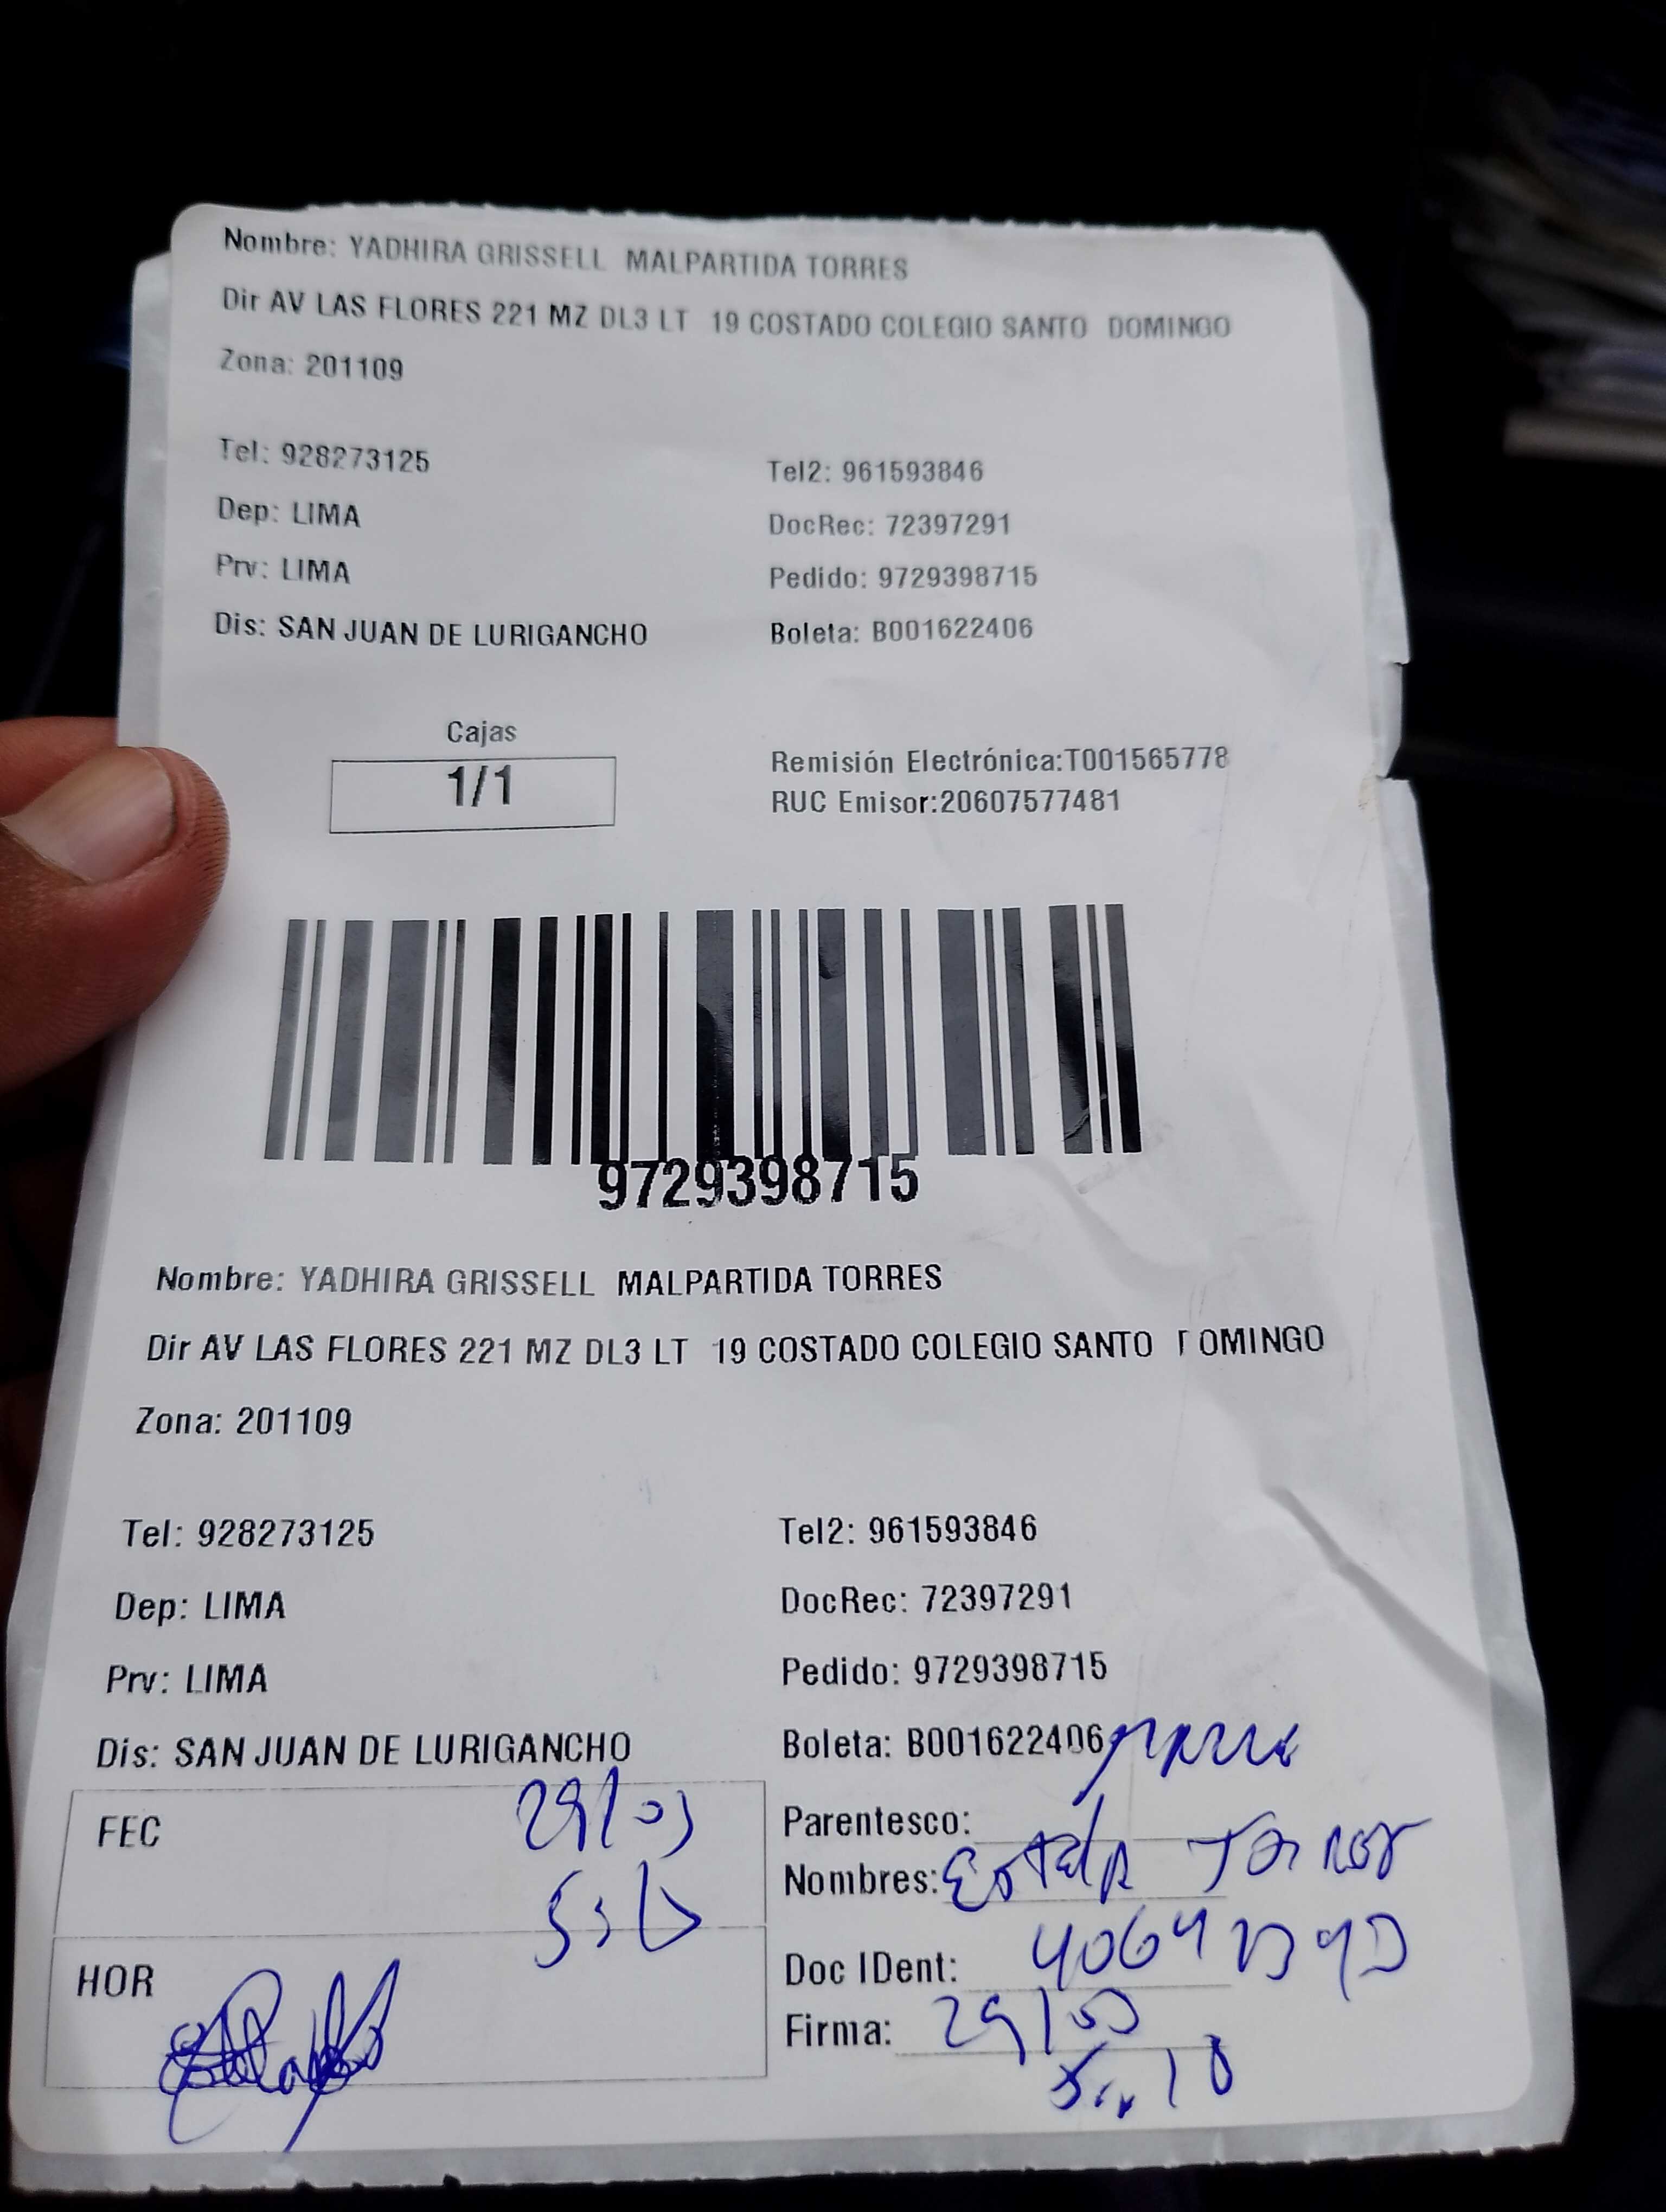 Nombre: YADHIRA GRISSELL MALPARTIDA TORRES
Dir AV LAS FLORES 221 MZ DL3 LT 19 COSTADO COLEGIO SANTO DOMINGO
Zona: 201109
Tel: 928273125 Tel2: 961593846
Dep: LIMA DocRec: 72397291
Prv: LIMA Pedido: 9729398715
Dis: SAN JUAN DE LURIGANCHO Boleta: B001622406
Cajas
1/1
Remisión Electrónica:T001565778
RUC Emisor:20607577481
9729398715
Nombre: YADHIRA GRISSELL MALPARTIDA TORRES
Dir AV LAS FLORES 221 MZ DL3 LT 19 COSTADO COLEGIO SANTO DOMINGO
Zona: 201109
Tel: 928273125 Tel2: 961593846
Dep: LIMA DocRec: 72397291
Prv: LIMA Pedido: 9729398715
Dis: SAN JUAN DE LURIGANCHO Boleta: B001622406
FEC 29/03
HOR
Parentesco:
Nombres:
Doc IDent:
Firma: 29/03